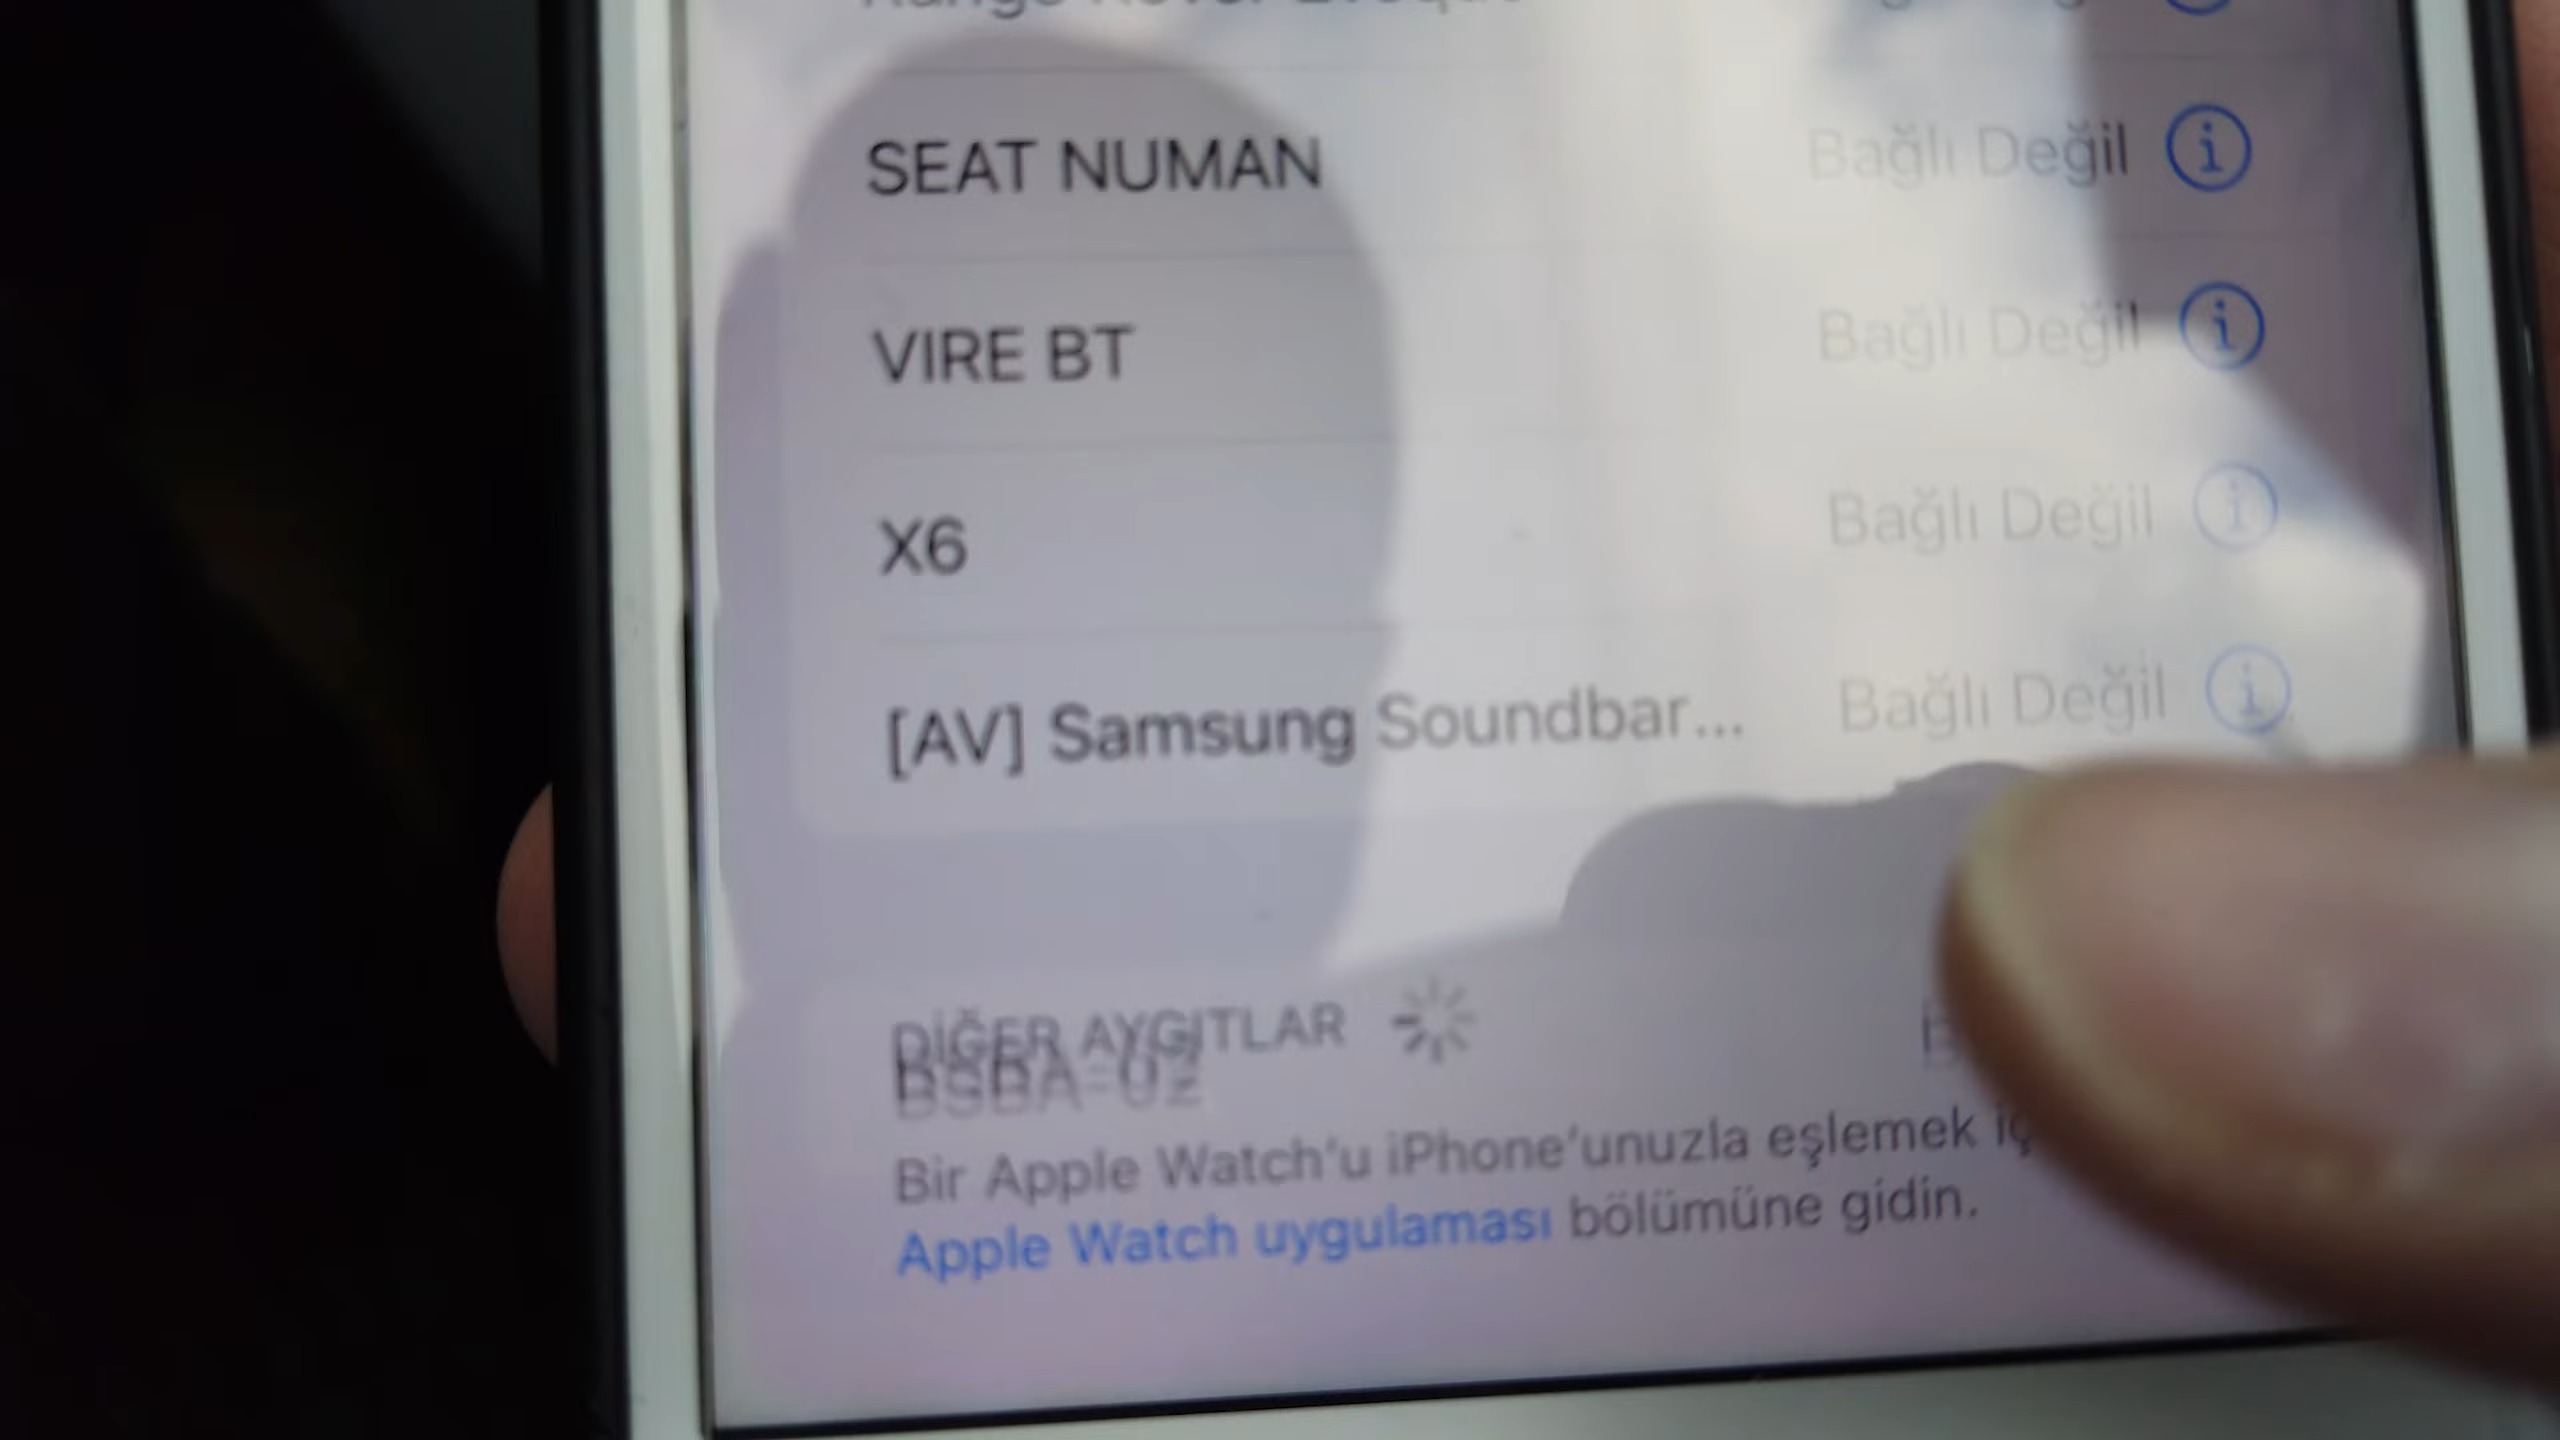 SEAT NUMAN Bağlı Değil
VIRE BT Bağlı Değil
X6 Bağlı Değil
[AV] Samsung Soundbar... Bağlı Değil
DİĞER AYGITLAR
Bir Apple Watch'u iPhone'unuzla eşlemek
Apple Watch uygulaması bölümüne gidin.